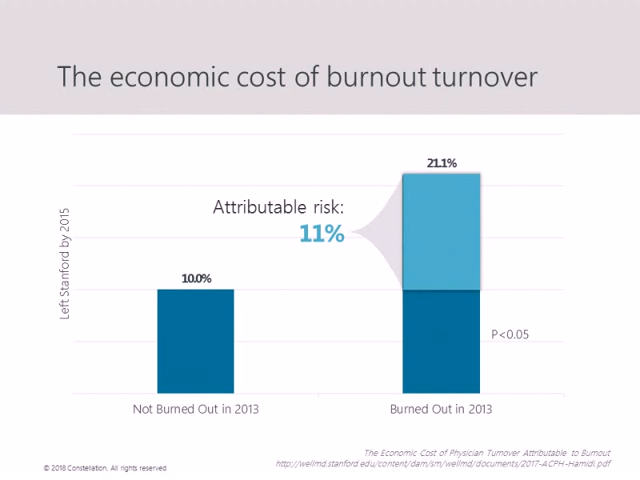 The economic cost of burnout turnover
21.1%
Attributable risk:
11%
10.0%
Left Stanford by 2015
P<0.05
Not Burned Out in 2013
Burned Out in 2013
The Economic Cost of Physician Turnover Attributable to Burnout
http://wellmd.stanford.edu/content/dam/sm/wellmd/documents/2017-ACPH-Hamidi.pdf
© 2018 Constellation. All rights reserved